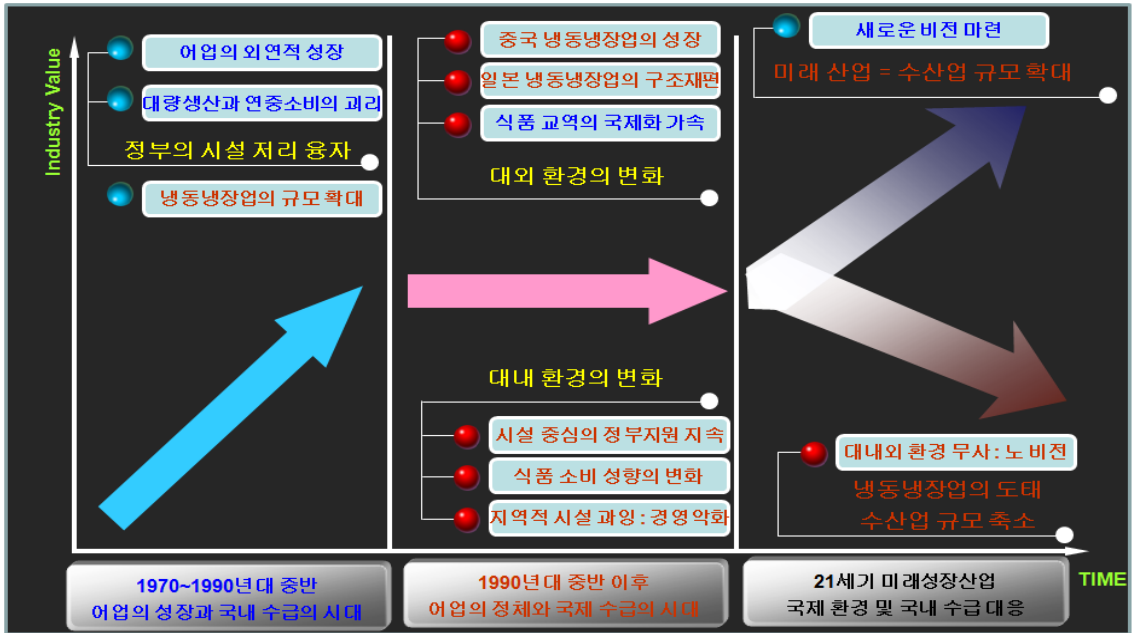 Industry Value
어업의 외연적 성장
대량생산과 연중소비의 괴리
정부의 시설 저리 융자
냉동냉장업의 규모 확대
중국 냉동냉장업의 성장
일본 냉동냉장업의 구조재편
식품 교역의 국제화 가속
대외 환경의 변화
대내 환경의 변화
시설 중심의 정부지원 지속
식품 소비 성향의 변화
지역적 시설 과잉 : 경영악화
새로운 비전 마련
미래 산업 = 수산업 규모 확대
대내외 환경 무사 : 노 비전
냉동냉장업의 도태
수산업 규모 축소
TIME
1970~1990년대 중반
어업의 성장과 국내 수급의 시대
1990년대 중반 이후
어업의 정체와 국제 수급의 시대
21세기 미래성장산업
국제 환경 및 국내 수급 대응